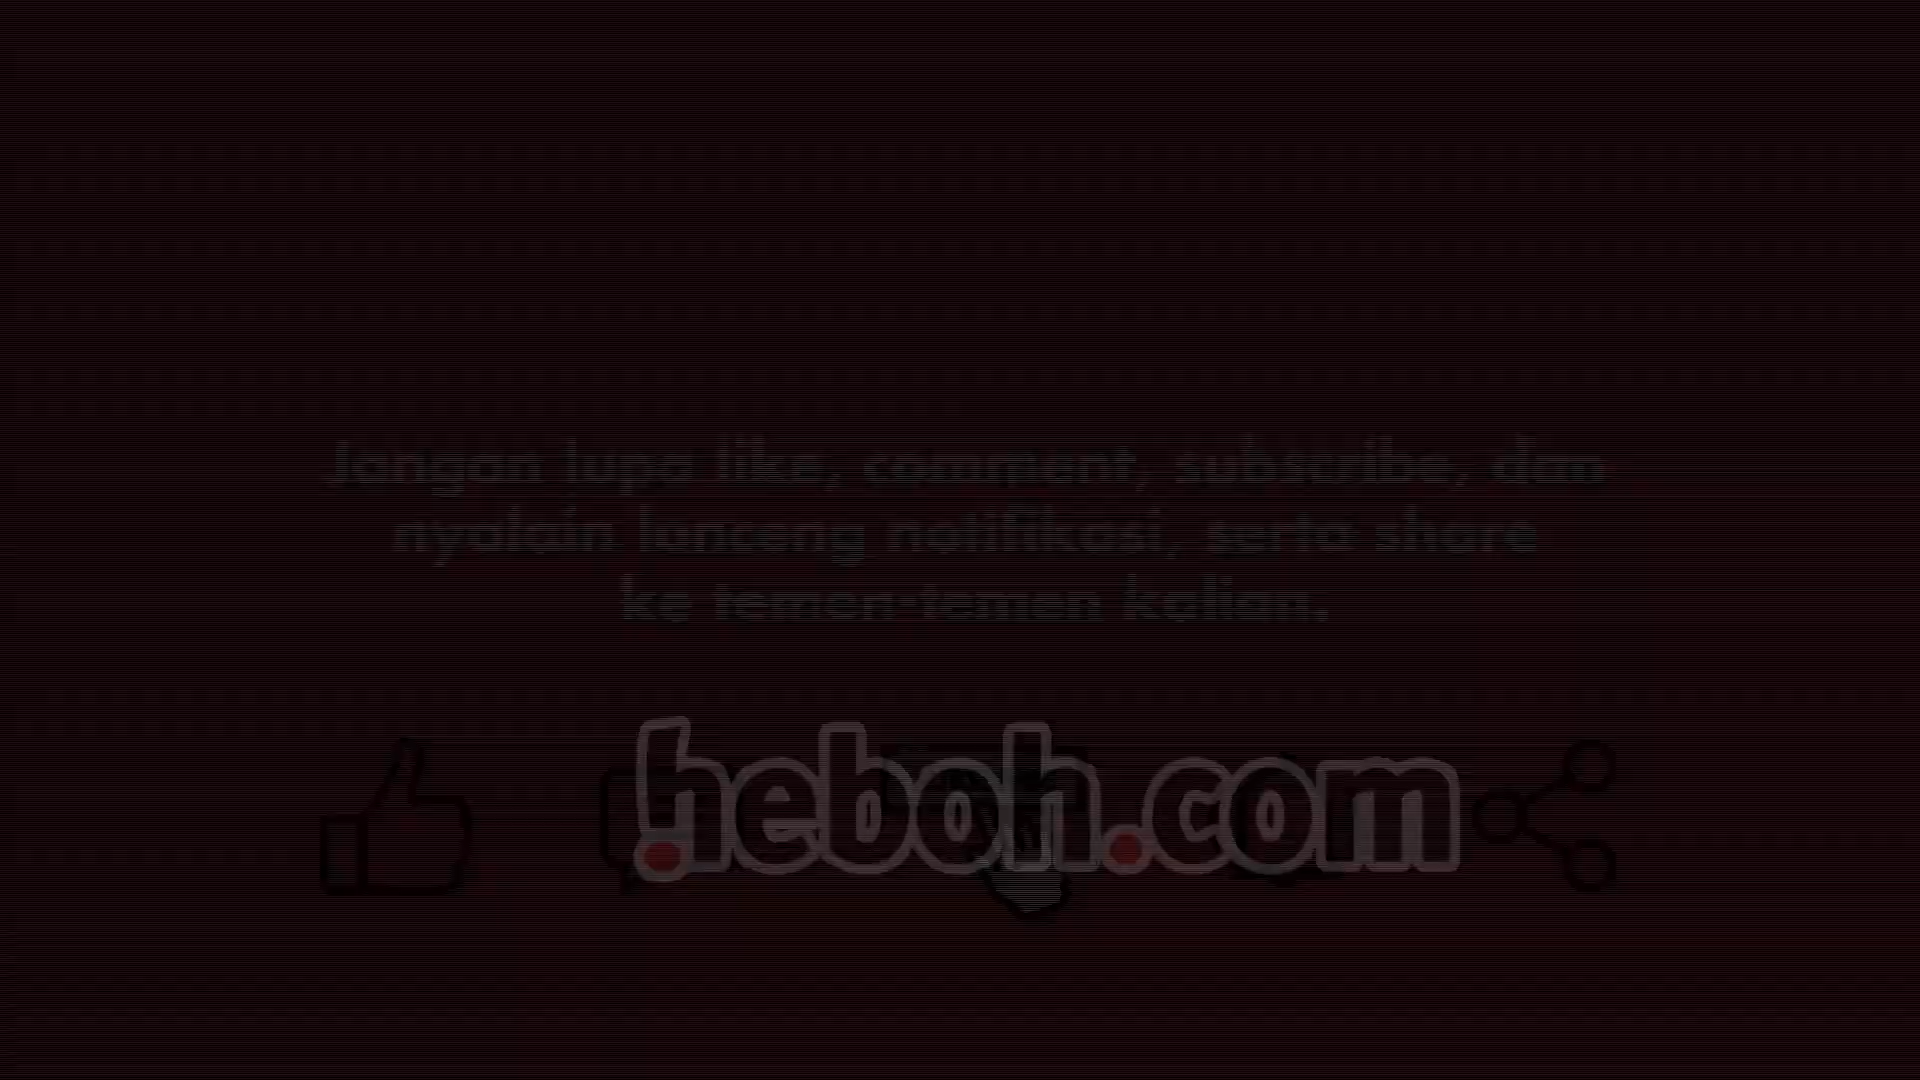 Jangan lupa like, comment, subscribe, dan
nyalain lonceng notifikasi, serta share
ke temen-temen kalian.
heboh.com